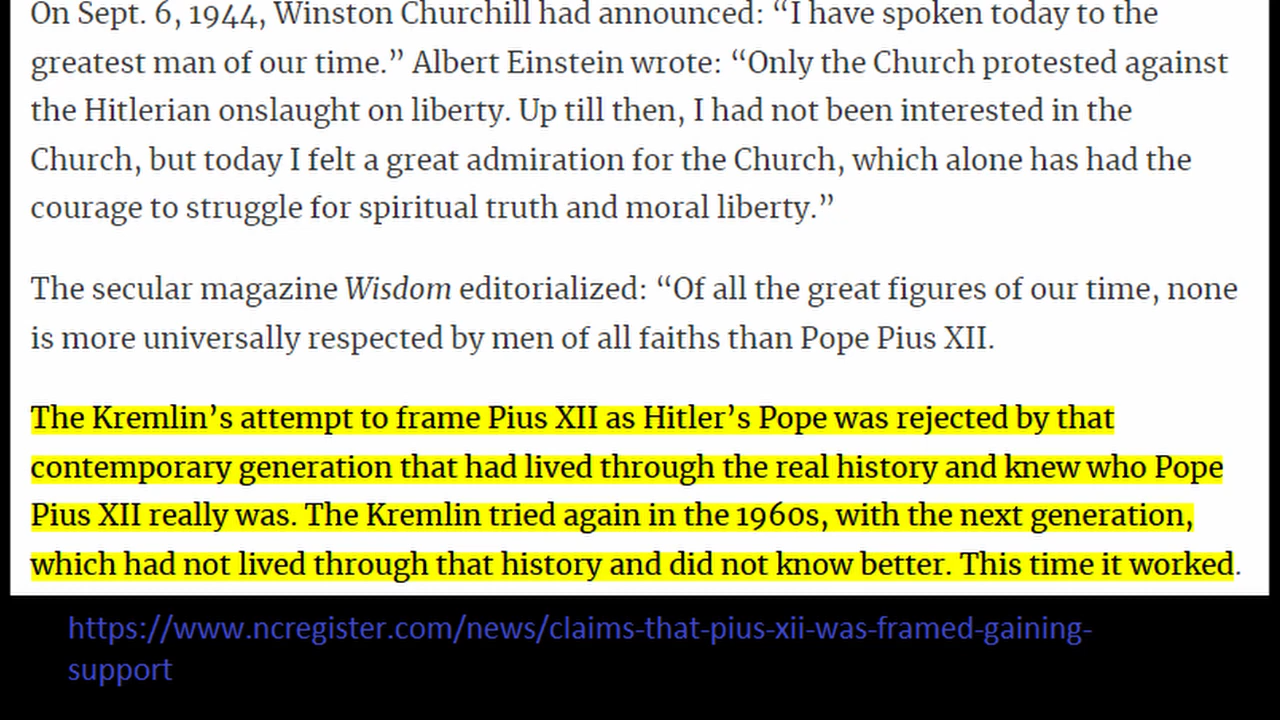 On Sept. 6, 1944, Winston Churchill had announced: “I have spoken today to the
greatest man of our time.” Albert Einstein wrote: “Only the Church protested against
the Hitlerian onslaught on liberty. Up till then, I had not been interested in the
Church, but today I felt a great admiration for the Church, which alone has had the
courage to struggle for spiritual truth and moral liberty.”
The secular magazine Wisdom editorialized: “Of all the great figures of our time, none
is more universally respected by men of all faiths than Pope Pius XII.
The Kremlin’s attempt to frame Pius XII as Hitler’s Pope was rejected by that
contemporary generation that had lived through the real history and knew who Pope
Pius XII really was. The Kremlin tried again in the 1960s, with the next generation,
which had not lived through that history and did not know better. This time it worked.
https://www.ncregister.com/news/claims-that-pius-xii-was-framed-gaining-
support